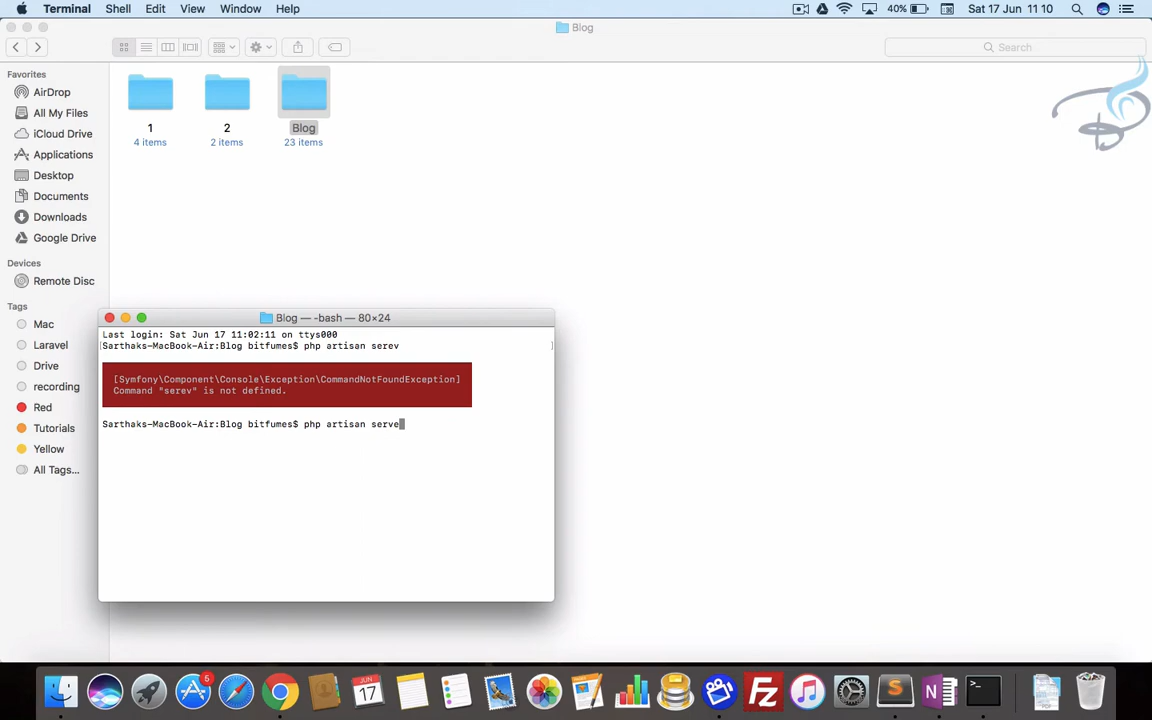 Terminal Shell Edit View Window Help 40% Sat 17 Jun 11 10
Blog
Search
Favorites
AirDrop
All My Files
iCloud Drive
Applications
Desktop
Documents
Downloads
Google Drive
Devices
Remote Disc
Tags
Mac
Laravel
Drive
recording
Red
Tutorials
Yellow
All Tags...
1 2 Blog
4 items 2 items 23 items
Blog — -bash — 80×24
Last login: Sat Jun 17 11:02:11 on ttys000
[Sarthaks-MacBook-Air:Blog bitfumes$ php artisan serev ]
[Symfony\Component\Console\Exception\CommandNotFoundException]
Command "serev" is not defined.
Sarthaks-MacBook-Air:Blog bitfumes$ php artisan serve
5
JUN
17
S
N
>_